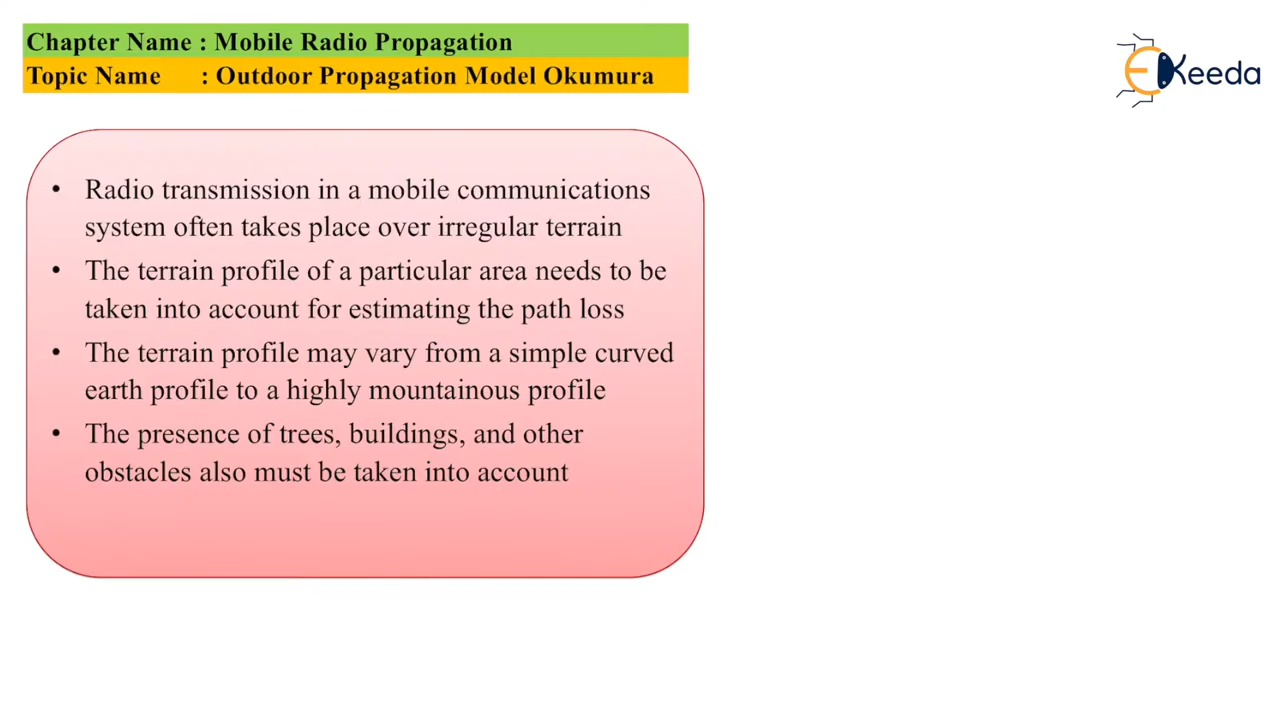 Chapter Name : Mobile Radio Propagation
Topic Name : Outdoor Propagation Model Okumura
EKeeda
• Radio transmission in a mobile communications
system often takes place over irregular terrain
• The terrain profile of a particular area needs to be
taken into account for estimating the path loss
• The terrain profile may vary from a simple curved
earth profile to a highly mountainous profile
• The presence of trees, buildings, and other
obstacles also must be taken into account